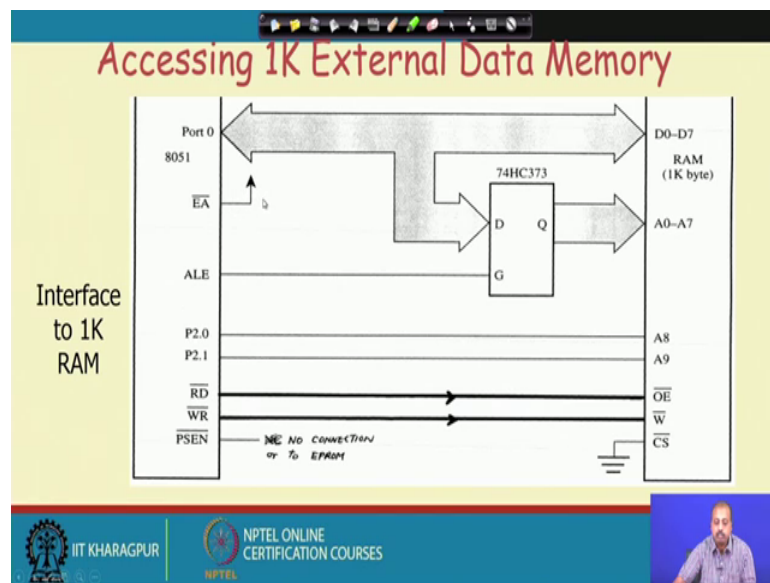 Accessing 1K External Data Memory
Port 0
D0–D7
8051
74HC373
RAM
(1K byte)
EA
D Q
A0–A7
ALE
G
Interface
to 1K
RAM
P2.0
A8
P2.1
A9
RD
OE
WR
W
PSEN
NO CONNECTION
or to EPROM
CS
IIT KHARAGPUR
NPTEL
NPTEL ONLINE
CERTIFICATION COURSES